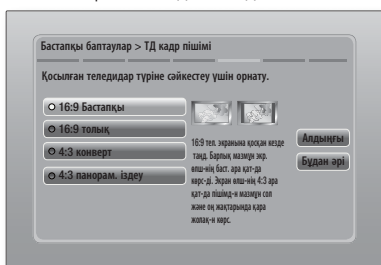 Бастапқы баптаулар > ТД кадр пішімі
Қосылған теледидар түріне сәйкестеу үшін орнату.
16:9 Бастапқы
16:9 толық
4:3 конверт
4:3 панорам. іздеу
16:9 тел. экранына қосқан кезде
таңд. Барлық мазмұн экр.
өлш-нің баст. ара қат-да
көрс-ді. Экран өлш-нің 4:3 ара
қат-да пішімд-н мазмұн сол
және оң жақтарында қара
жолақ-н көрс.
Алдыңғы
Бұдан әрі